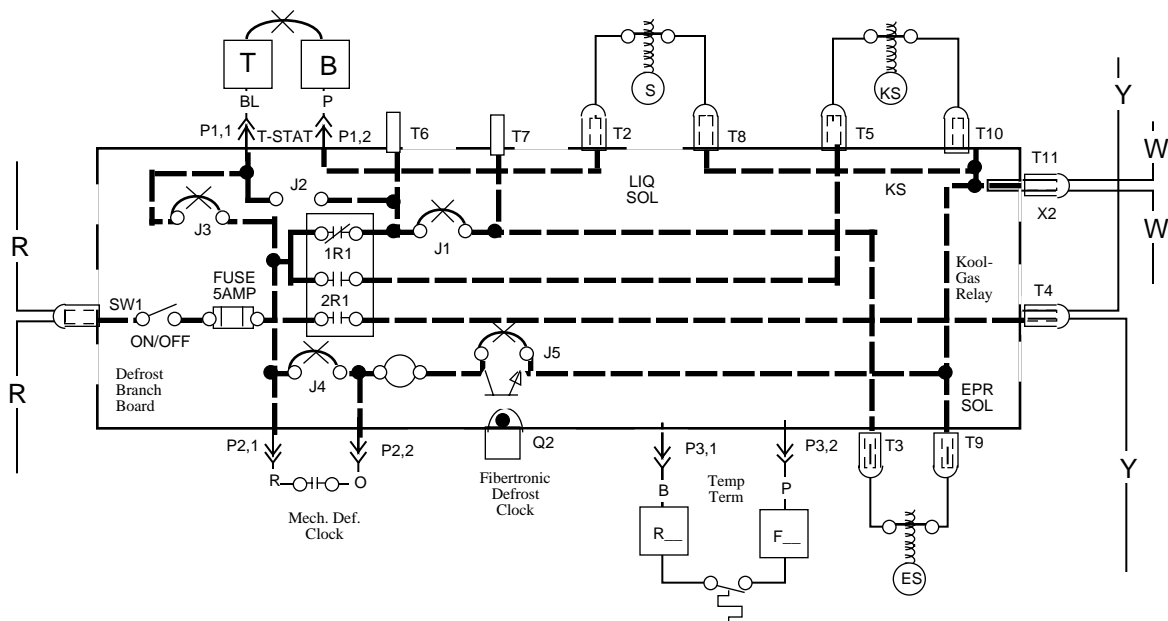 T B
BL P
P1,1 T-STAT P1,2 T6 T7 T2 S T8 T5 KS T10
Y
T11
W
X2
W
LIQ
SOL
KS
J2
J3
1R1
J1
R
FUSE
5AMP
Kool-
Gas
Relay
Y
SW1
2R1
T4
ON/OFF
J5
Defrost
Branch
Board
J4
EPR
SOL
R
P2,1 P2,2 Q2 P3,1 P3,2 T3 T9
R O
Mech. Def.
Clock
Fibertronic
Defrost
Clock
Temp
Term
B P
R__ F__
Y
ES